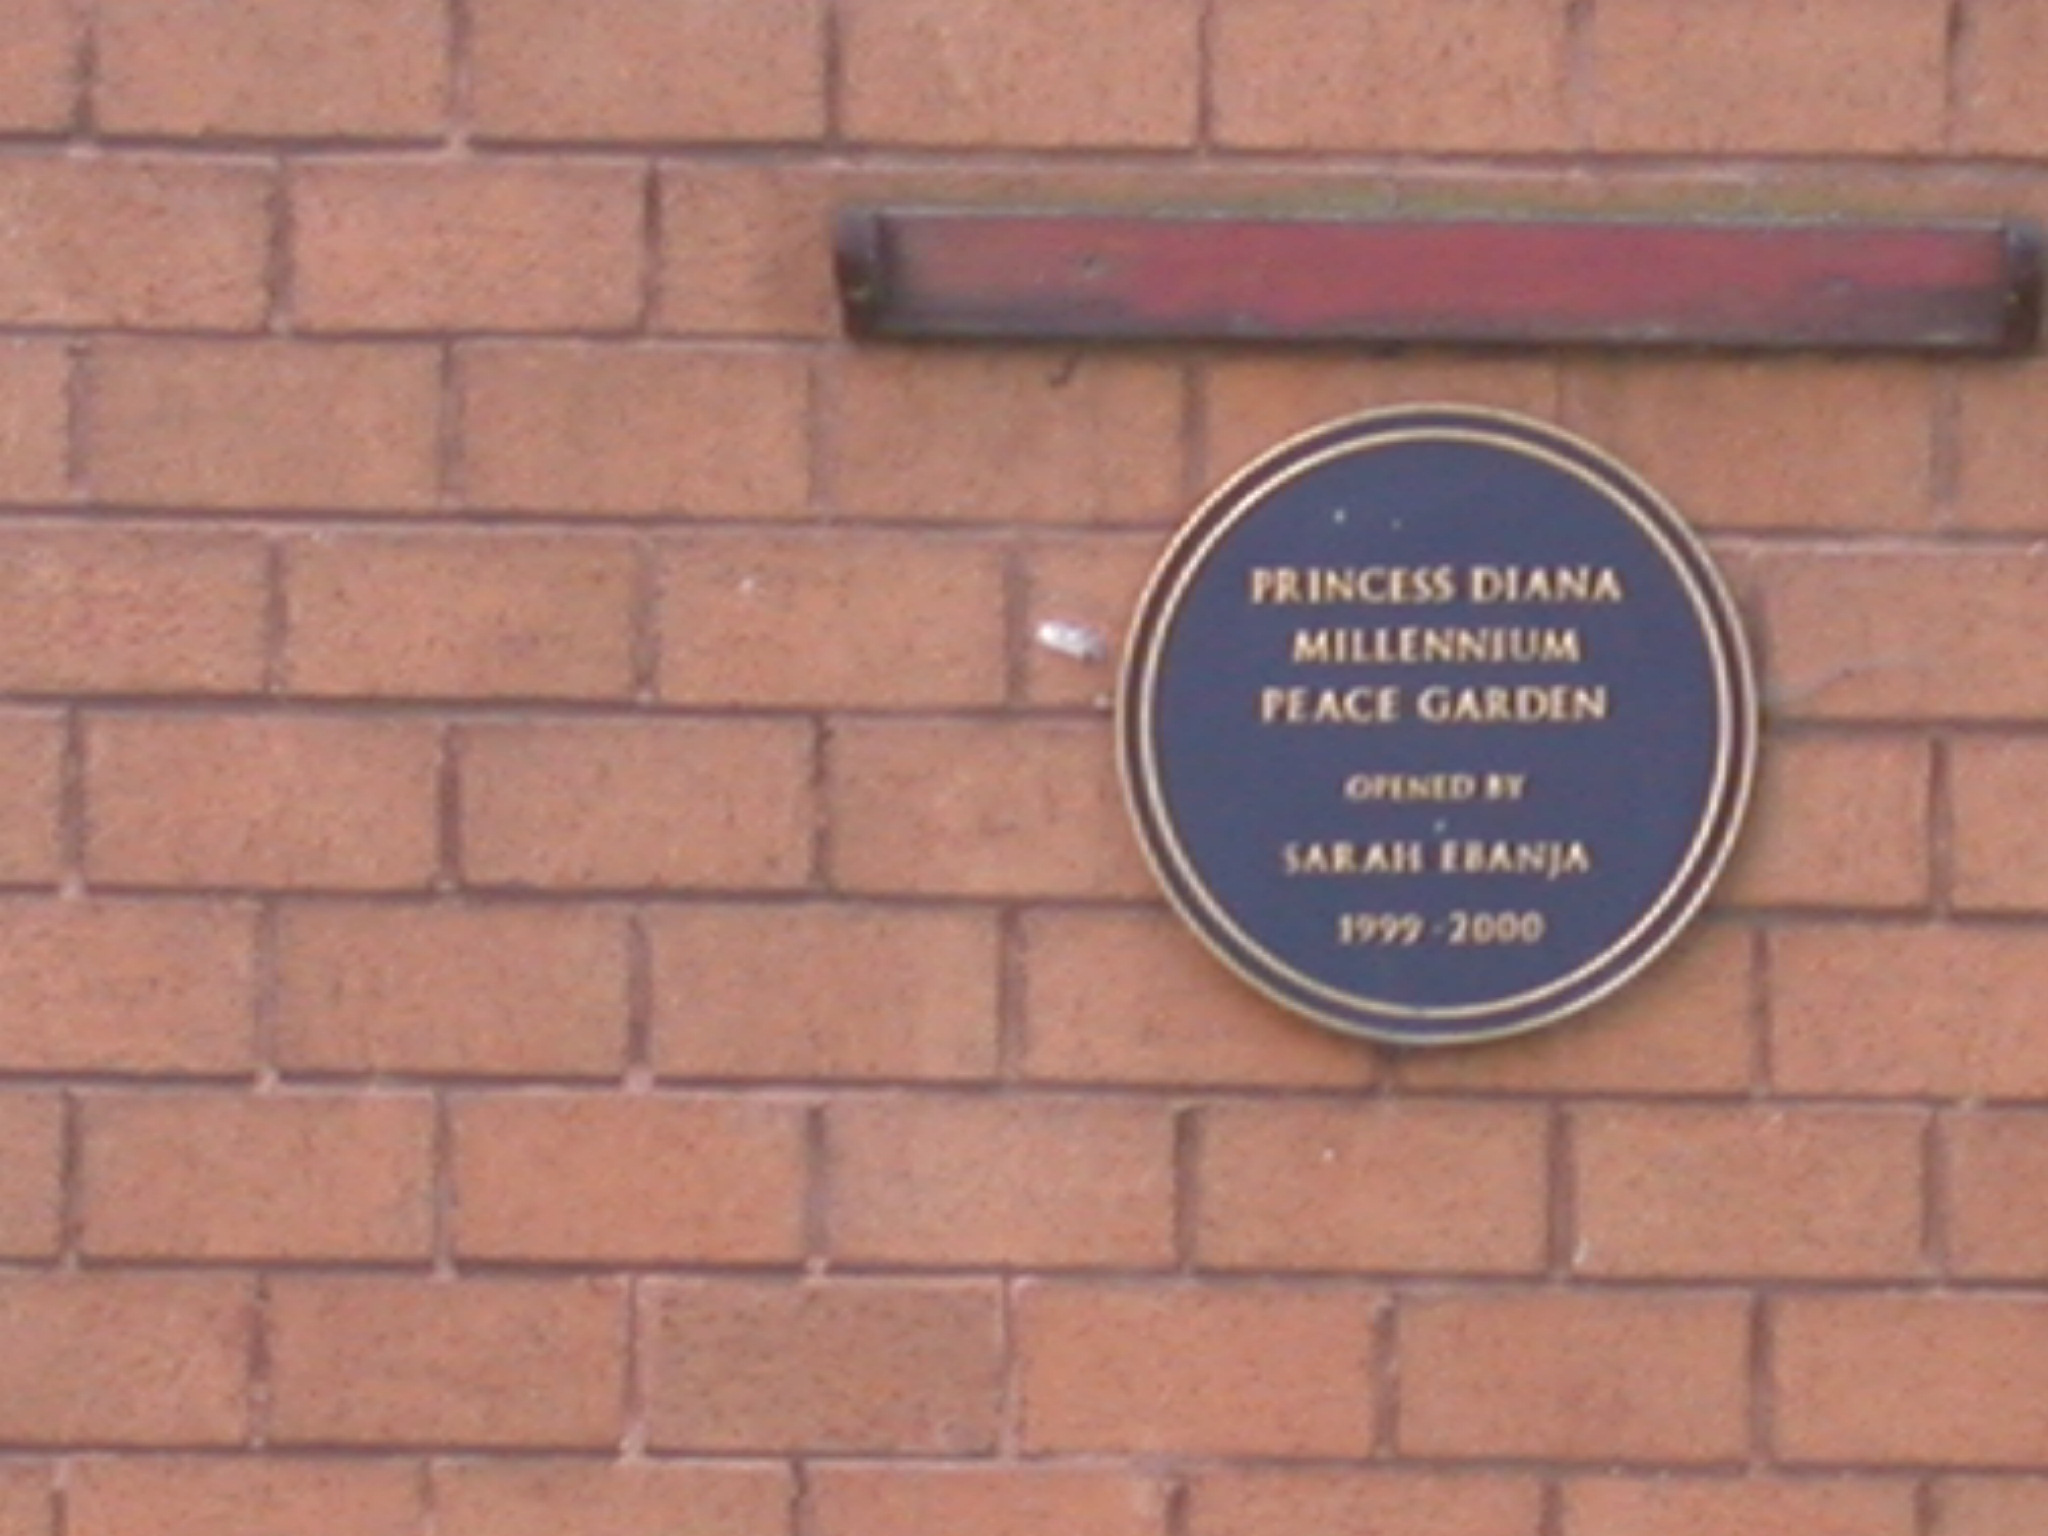 PRINCESS DIANA
MILLENNIUM
PEACE GARDEN
OPENED BY
SARAH EBANJA
1999-2000